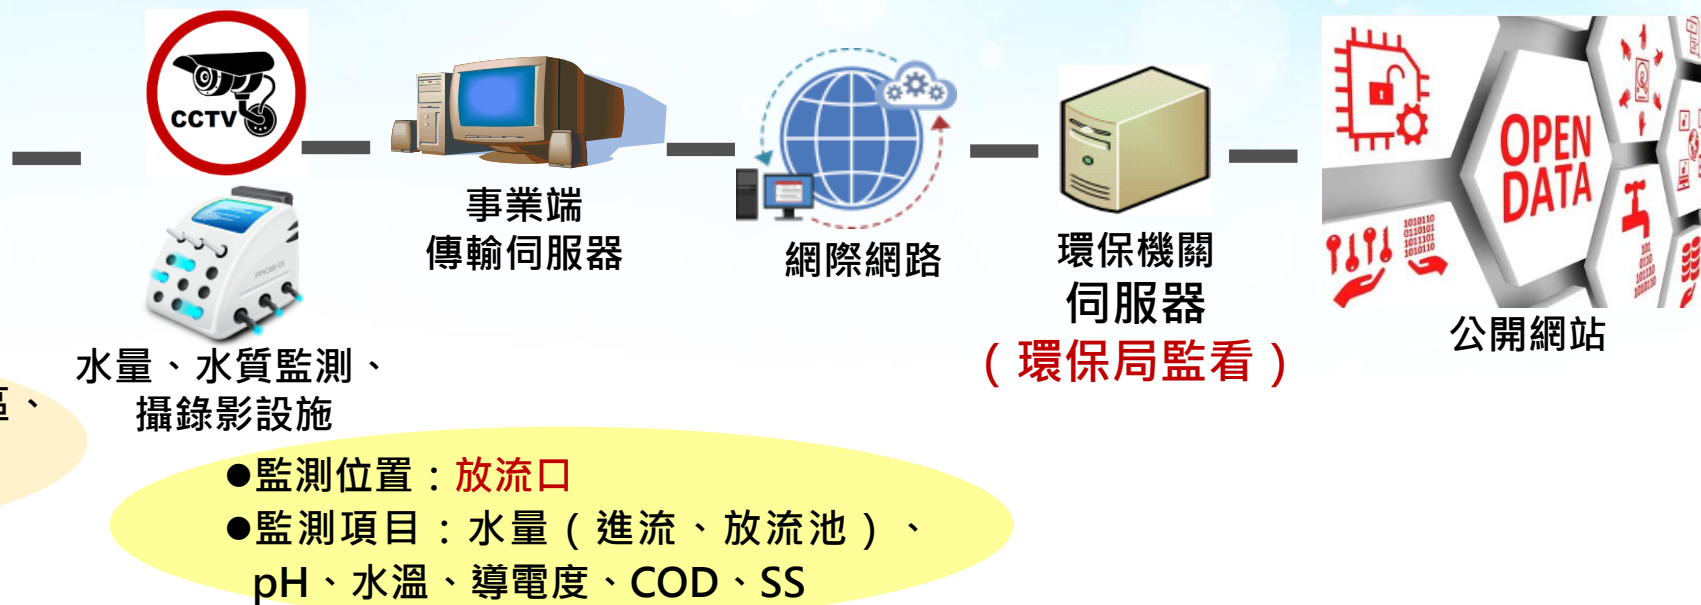 CCTV
OPEN
DATA
事業端
傳輸伺服器
網際網路
環保機關
伺服器
（環保局監看）
公開網站
水量、水質監測、
攝錄影設施
區、
●監測位置：放流口
●監測項目：水量（進流、放流池）、
pH、水溫、導電度、COD、SS